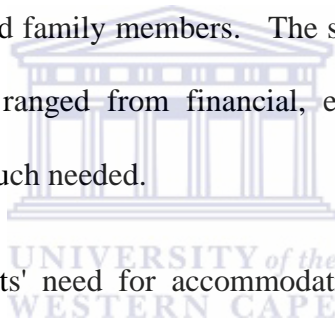 d family members. The s
ranged from financial, e
uch needed.
UNIVERSITY of the
ts' need for accommodat
WESTERN CAPE